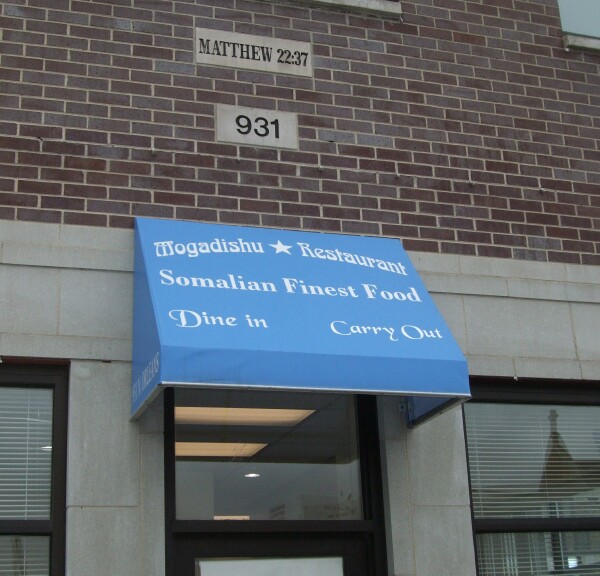 MATTHEW 22:37
931
Mogadishu ★ Restaurant
Somalian Finest Food
Dine in Carry Out